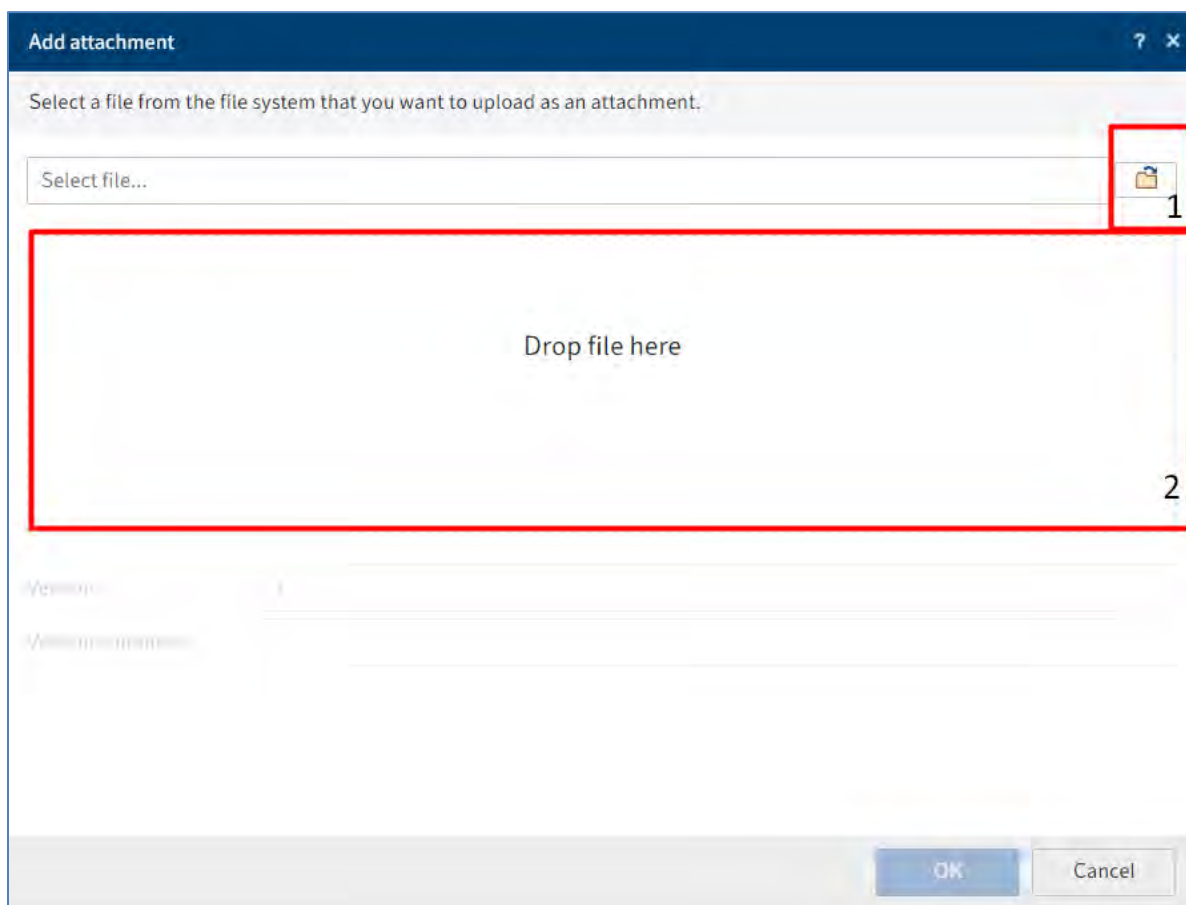 Add attachment ? ×
Select a file from the file system that you want to upload as an attachment.
Select file...
1
Drop file here
2
OK Cancel